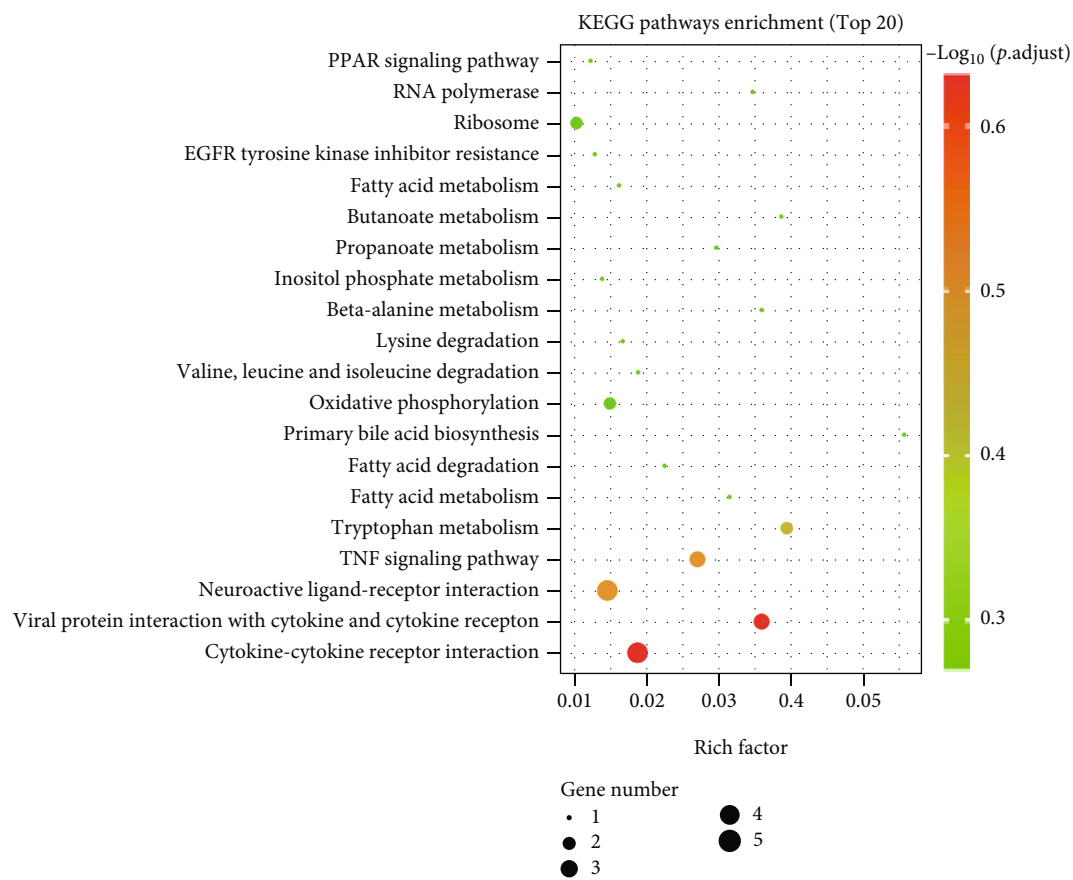 KEGG pathways enrichment (Top 20)
–Log10 (p.adjust)
PPAR signaling pathway
RNA polymerase
Ribosome
EGFR tyrosine kinase inhibitor resistance
Fatty acid metabolism
Butanoate metabolism
Propanoate metabolism
Inositol phosphate metabolism
Beta-alanine metabolism
Lysine degradation
Valine, leucine and isoleucine degradation
Oxidative phosphorylation
Primary bile acid biosynthesis
Fatty acid degradation
Fatty acid metabolism
Tryptophan metabolism
TNF signaling pathway
Neuroactive ligand-receptor interaction
Viral protein interaction with cytokine and cytokine recepton
Cytokine-cytokine receptor interaction
0.6
0.5
0.4
0.3
0.01 0.02 0.03 0.4 0.05
Rich factor
Gene number
1
2
3
4
5